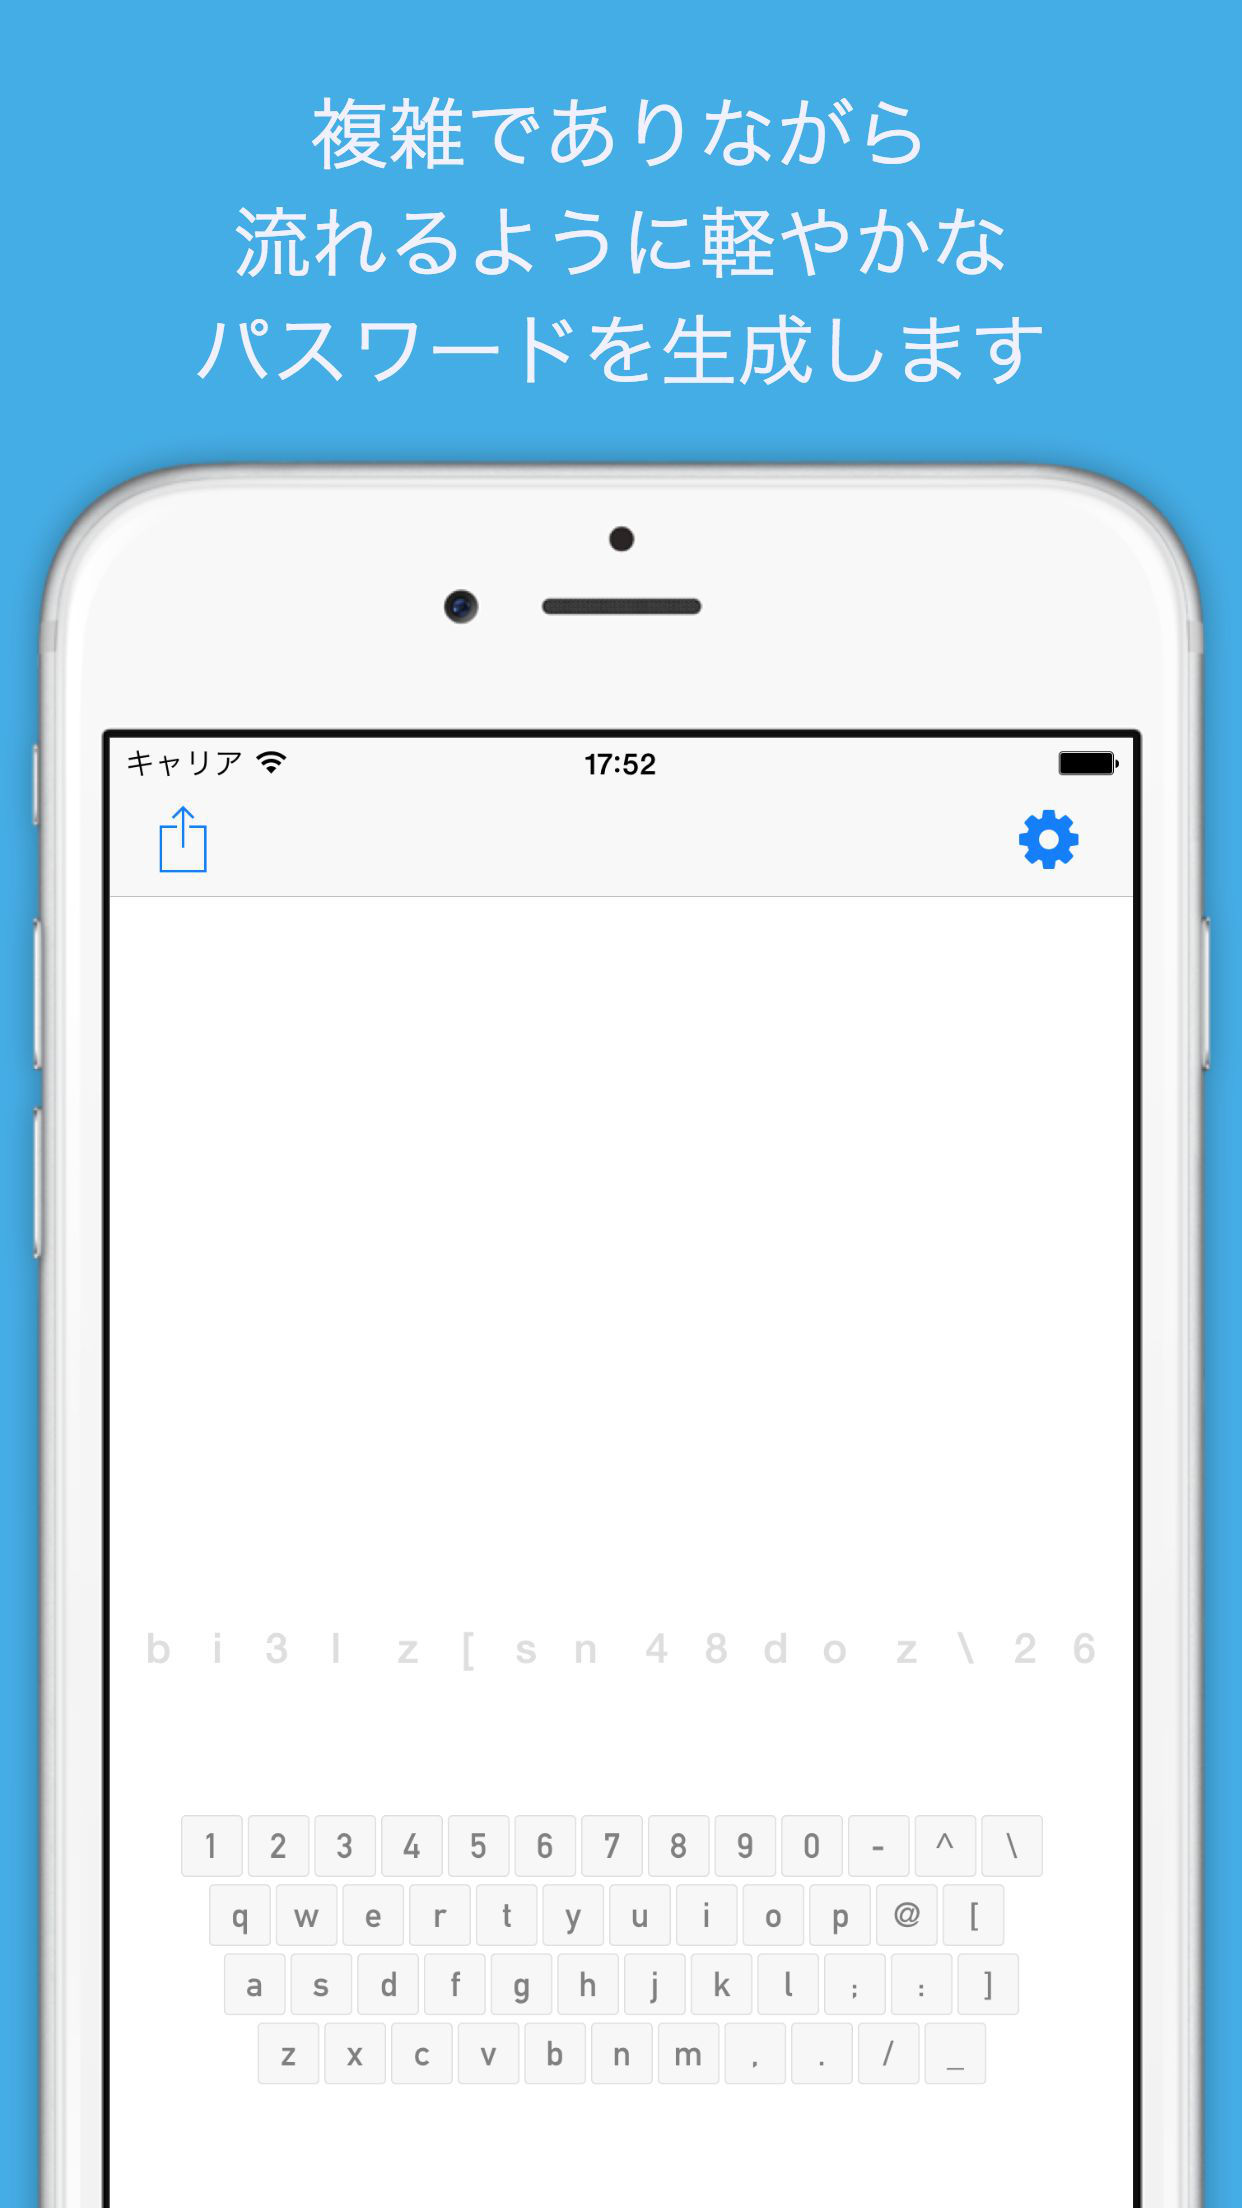 複雑でありながら
流れるように軽やかな
パスワードを生成します
キャリア 17:52
b i 3 l z [ s n 4 8 d o z \ 2 6
1 2 3 4 5 6 7 8 9 0 - ^ \
q w e r t y u i o p @ [
a s d f g h j k l ; : ]
z x c v b n m , . / _